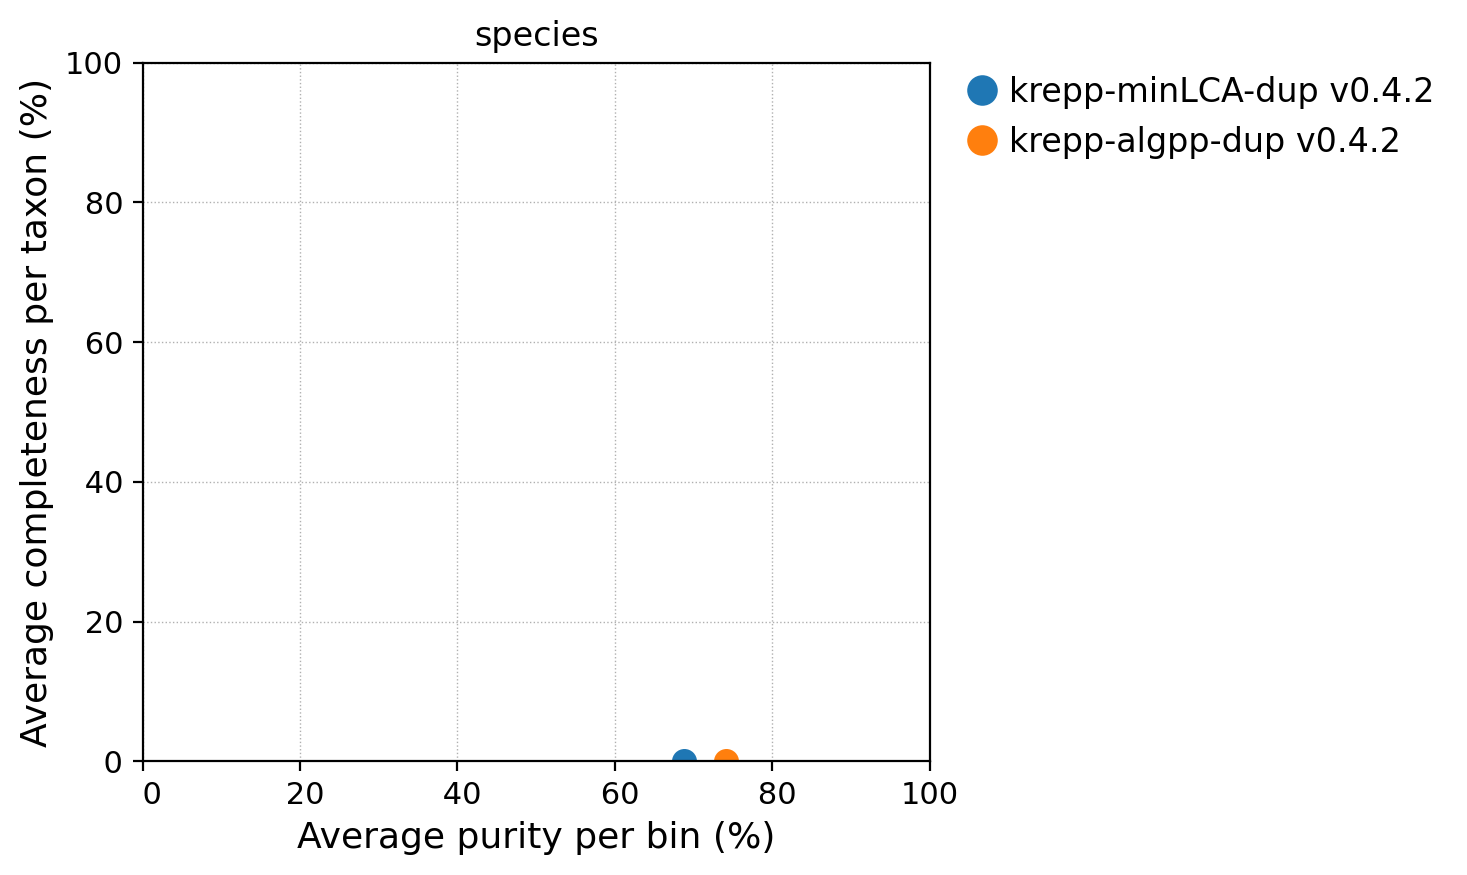 species
100
80
60
40
20
0
Average completeness per taxon (%)
0 20 40 60 80 100
Average purity per bin (%)
krepp-minLCA-dup v0.4.2
krepp-algpp-dup v0.4.2